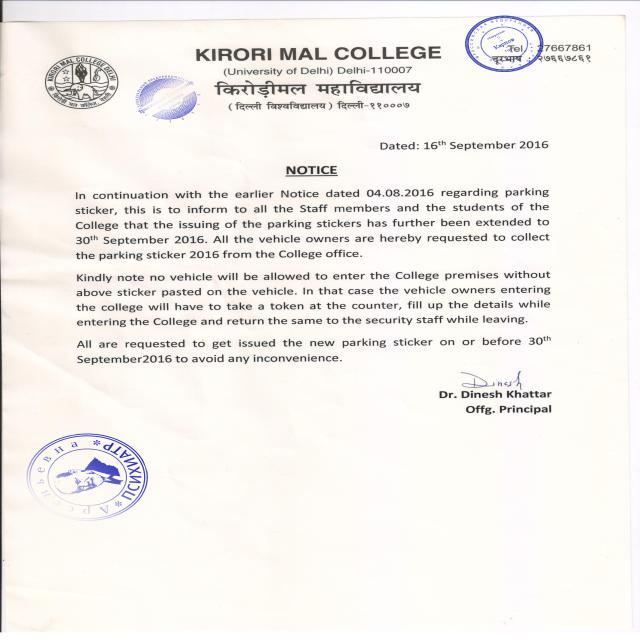 KIRORI MAL COLLEGE
(University of Delhi) Delhi-110007
किरोड़ीमल महाविद्यालय
( दिल्ली विश्वविद्यालय ) दिल्ली-११०००७
Tel 27667861
दूरभाष २७६६७८६१
KIRORI MAL COLLEGE DELHI
Dated: 16th September 2016
NOTICE
In continuation with the earlier Notice dated 04.08.2016 regarding parking
sticker, this is to inform to all the Staff members and the students of the
College that the issuing of the parking stickers has further been extended to
30th September 2016. All the vehicle owners are hereby requested to collect
the parking sticker 2016 from the College office.
Kindly note no vehicle will be allowed to enter the College premises without
above sticker pasted on the vehicle. In that case the vehicle owners entering
the college will have to take a token at the counter, fill up the details while
entering the College and return the same to the security staff while leaving.
All are requested to get issued the new parking sticker on or before 30th
September2016 to avoid any inconvenience.
Dinesh
Dr. Dinesh Khattar
Offg. Principal
ПСИХИАТР * Арсеньевна *